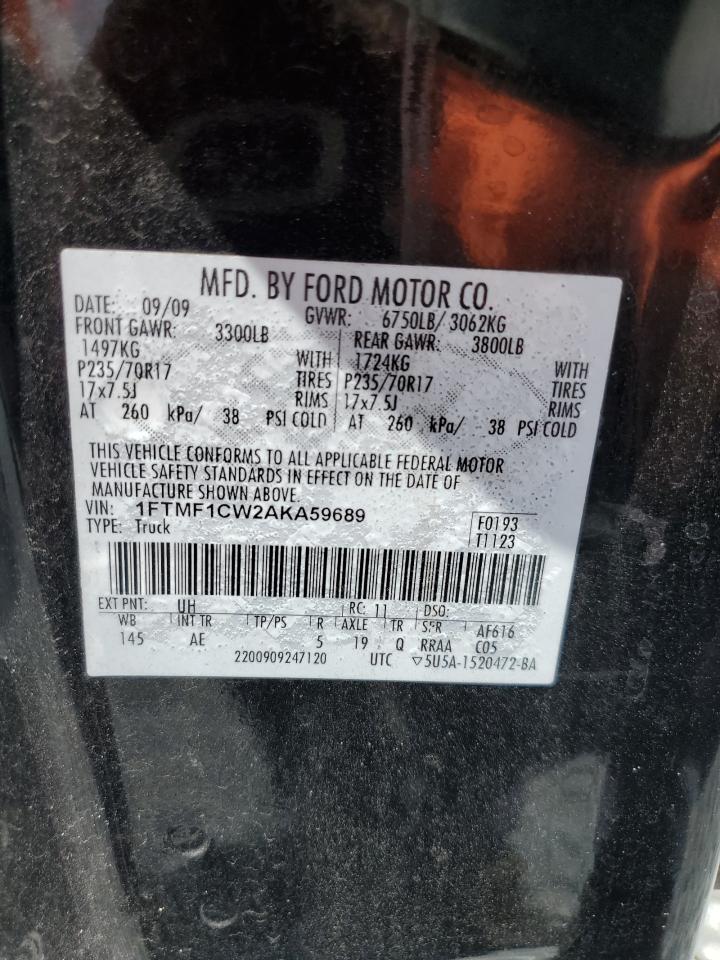 MFD. BY FORD MOTOR CO.
DATE: 09/09 GVWR: 6750LB/ 3062KG
FRONT GAWR: 3300LB REAR GAWR: 3800LB
1497KG WITH 1724KG WITH
P235/70R17 TIRES P235/70R17 TIRES
17x7.5J RIMS 17x7.5J RIMS
AT 260 kPa/ 38 PSI COLD AT 260 kPa/ 38 PSI COLD
THIS VEHICLE CONFORMS TO ALL APPLICABLE FEDERAL MOTOR
VEHICLE SAFETY STANDARDS IN EFFECT ON THE DATE OF
MANUFACTURE SHOWN ABOVE.
VIN: 1FTMF1CW2AKA59689 F0193
TYPE: Truck T1123
EXT PNT: UH RC: 11 DSO:
WB INT TR TP/PS R AXLE TR SPR AF616
145 AE 5 19 Q RRAA C05
2200909247120 UTC ▽5U5A-1520472-BA